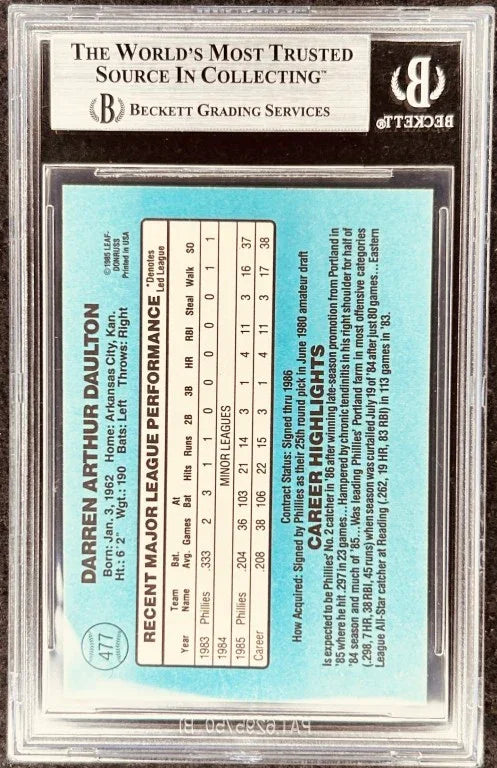 THE WORLD'S MOST TRUSTED
SOURCE IN COLLECTING™
BECKETT GRADING SERVICES
B
BECKETT®
477
DARREN ARTHUR DAULTON
©1985 LEAF-
DONRUSS
Printed in USA
Born: Jan. 3, 1962 Home: Arkansas City, Kan.
Ht.: 6' 2" Wgt.: 190 Bats: Left Throws: Right
RECENT MAJOR LEAGUE PERFORMANCE *Denotes
Led League
Year Team Name Bat. Avg. Games At Bat Hits Runs 2B 3B HR RBI Steal Walk SO
1983 Phillies .333 2 3 1 1 0 0 0 0 0 1 1
1984 MINOR LEAGUES
1985 Phillies .204 36 103 21 14 3 1 4 11 3 16 37
Career .208 38 106 22 15 3 1 4 11 3 17 38
Contract Status: Signed thru 1986
How Acquired: Signed by Phillies as their 25th round pick in June 1980 amateur draft
CAREER HIGHLIGHTS
Is expected to be Phillies' No. 2 catcher in '86 after winning late-season promotion from Portland in
'85 where he hit .297 in 23 games...Hampered by chronic tendinitis in his right shoulder for half of
'84 season and much of '85...Was leading Phillies' Portland farm in most offensive categories
(.298, 7 HR, 38 RBI, 45 runs) when season was curtailed July 19 of '84 after just 80 games...Eastern
League All-Star catcher at Reading (.262, 19 HR, 83 RBI) in 113 games in '83.